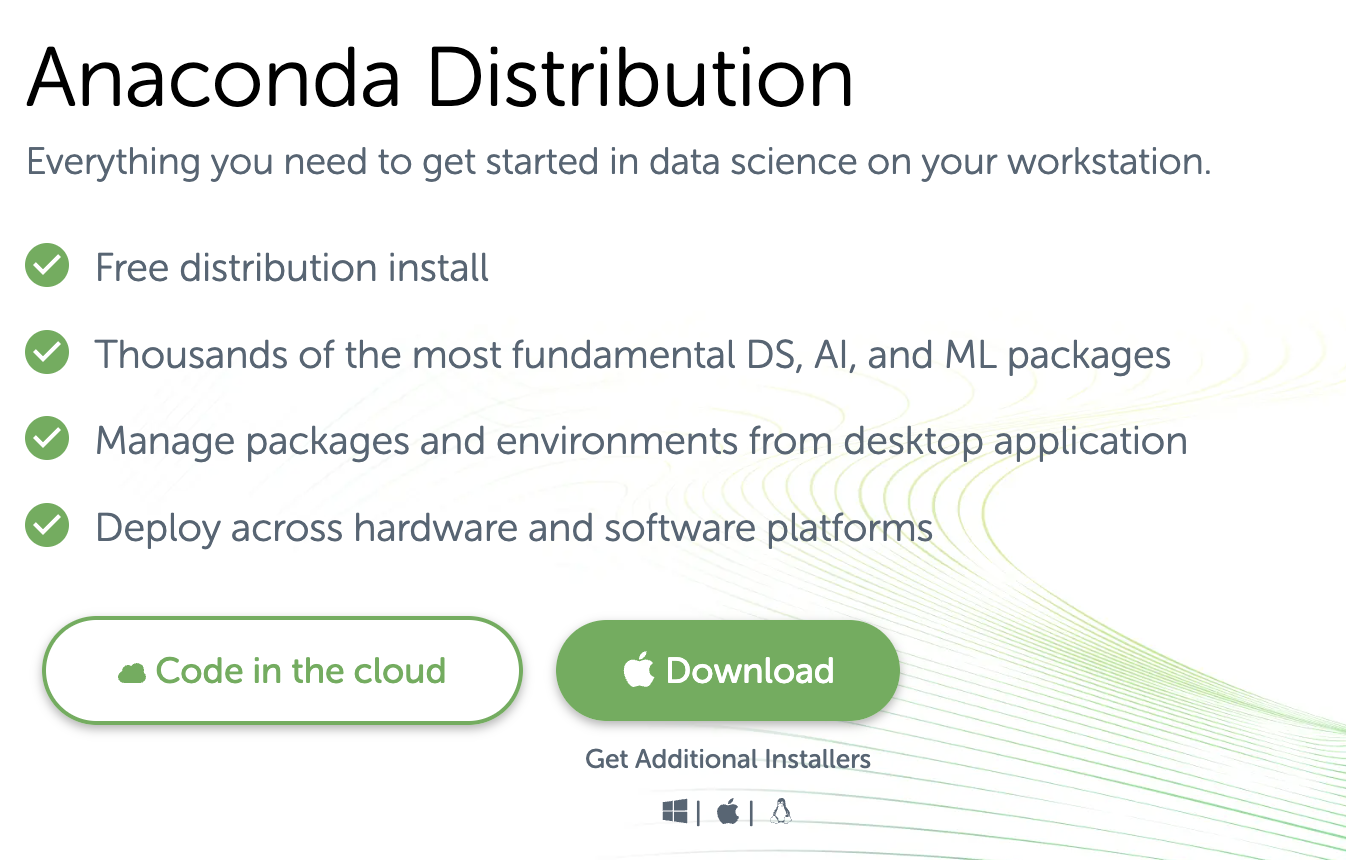 Anaconda Distribution
Everything you need to get started in data science on your workstation.
Free distribution install
Thousands of the most fundamental DS, AI, and ML packages
Manage packages and environments from desktop application
Deploy across hardware and software platforms
Code in the cloud
Download
Get Additional Installers
| |